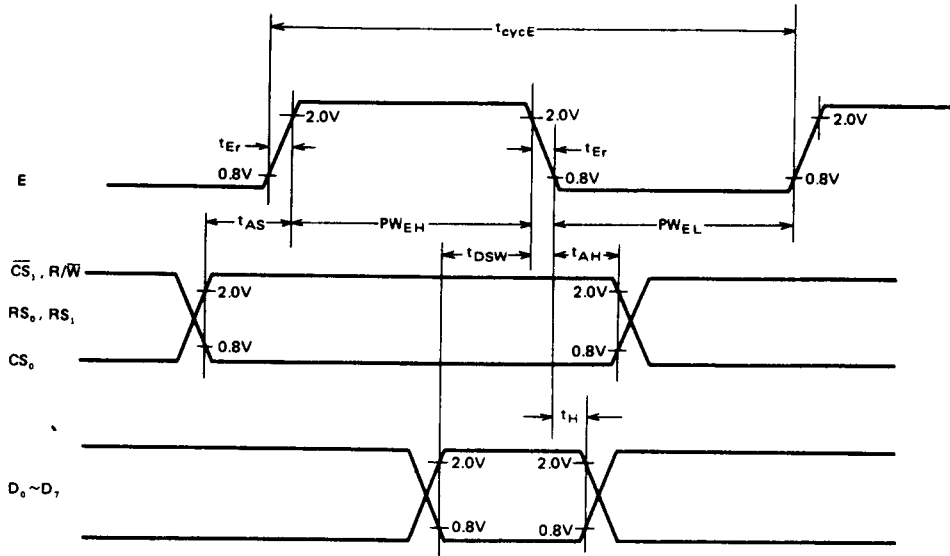 tcycE
2.0V
2.0V
tEr
tEr
E
0.8V
0.8V
0.8V
tAS
PWEH
PWEL
tDSW
tAH
CS₁, R/W
2.0V
2.0V
RS₀, RS₁
0.8V
0.8V
CS₀
tH
2.0V
2.0V
D₀~D₇
0.8V
0.8V